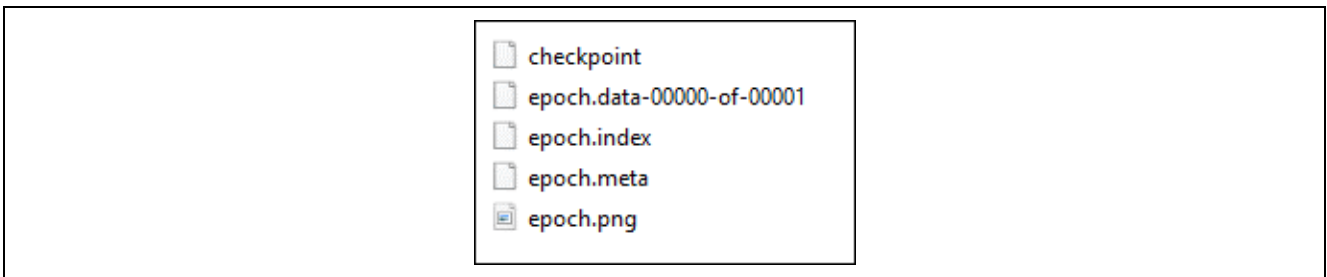 checkpoint
epoch.data-00000-of-00001
epoch.index
epoch.meta
epoch.png